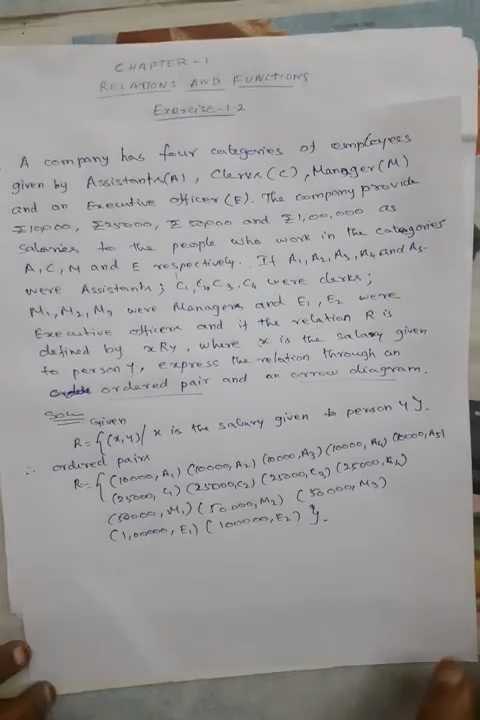 CHAPTER-1
RELATIONS AND FUNCTIONS
Exercise-1.2
A company has four categories of employees
given by Assistants(A), Clerks(C), Manager(M)
and an Executive officer(E). The company provide
₹10,000, ₹25000, ₹50,000 and ₹1,00,000 as
salaries to the people who work in the categories
A, C, M and E respectively. If A₁, A₂, A₃, A₄ and A₅
were Assistants; C₁, C₂ C₃, C₄ were clerks;
M₁, M₂, M₃ were Managers and E₁, E₂ were
Executive officers and if the relation R is
defined by xRy, where x is the salary given
to person y, express the relation through an
ordered pair and an arrow diagram.
Soln Given
R={(x,y)/ x is the salary given to person y}.
∴ ordered pairs
R={(10000, A₁) (10000, A₂) (10000, A₃) (10000, A₄) (10000, A₅)
(25000, C₁) (25000, C₂) (25000, C₃) (25000, C₄)
(50000, M₁) (50000, M₂) (50000, M₃)
(1,00000, E₁) (100000, E₂) }.